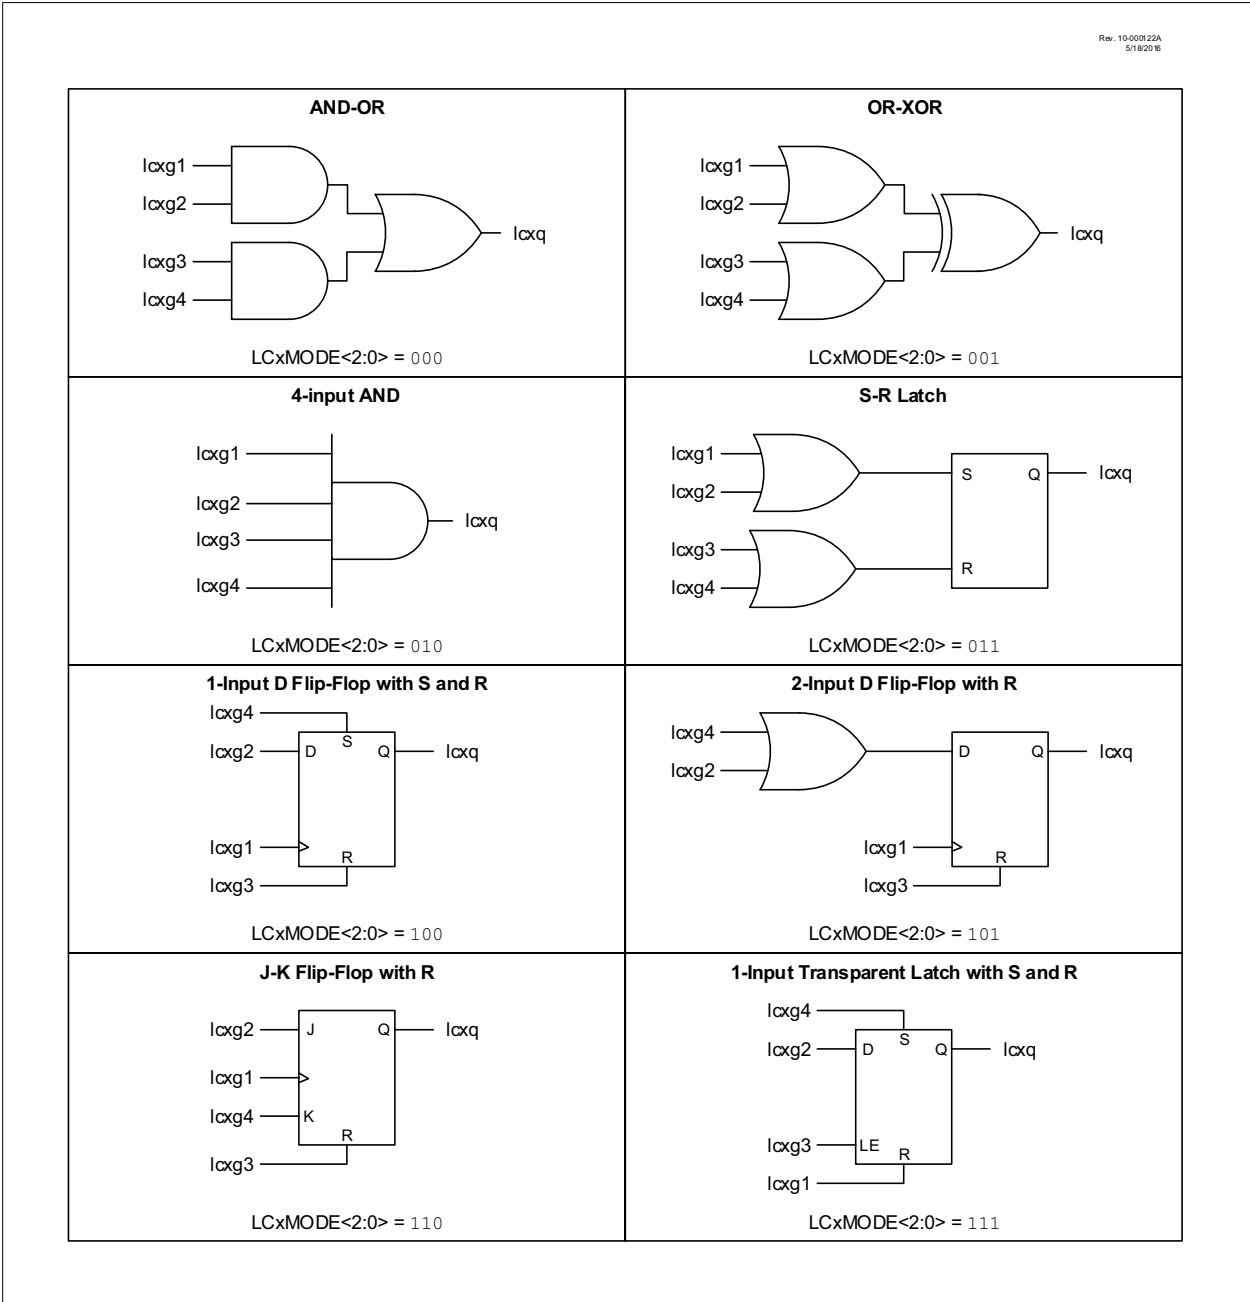 Rev. 10-000122A
5/18/2016
AND-OR
lcxg1
lcxg2
lcxg3
lcxg4
lcxq
LCxMODE<2:0> = 000
OR-XOR
lcxg1
lcxg2
lcxg3
lcxg4
lcxq
LCxMODE<2:0> = 001
4-input AND
lcxg1
lcxg2
lcxg3
lcxg4
lcxq
LCxMODE<2:0> = 010
S-R Latch
lcxg1
lcxg2
lcxg3
lcxg4
S Q lcxq
R
LCxMODE<2:0> = 011
1-Input D Flip-Flop with S and R
lcxg4
S
lcxg2 D Q lcxq
lcxg1
R
lcxg3
LCxMODE<2:0> = 100
2-Input D Flip-Flop with R
lcxg4
lcxg2
D Q lcxq
lcxg1
R
lcxg3
LCxMODE<2:0> = 101
J-K Flip-Flop with R
lcxg2 J Q lcxq
lcxg1
lcxg4 K
R
lcxg3
LCxMODE<2:0> = 110
1-Input Transparent Latch with S and R
lcxg4
S
lcxg2 D Q lcxq
lcxg3 LE
R
lcxg1
LCxMODE<2:0> = 111